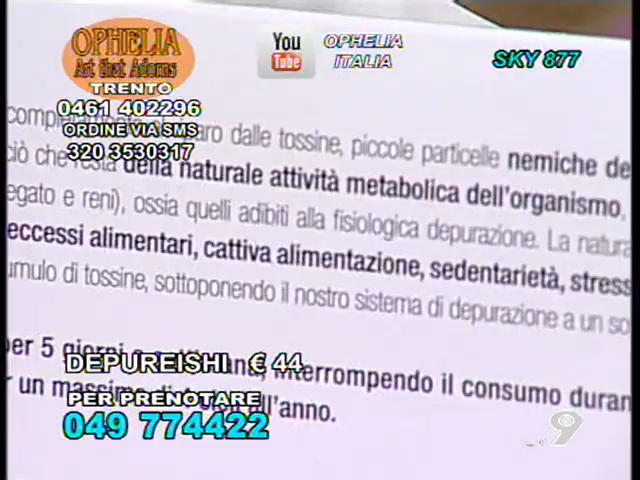 OPHELIA
Art that Adorns
TRENTO
0461 402296
ORDINE VIA SMS
320 3530317
You
Tube
OPHELIA
ITALIA
SKY 877
dalle tossine, piccole particelle nemiche de
ciò che resta della naturale attività metabolica dell'organismo,
egato e reni), ossia quelli adibiti alla fisiologica depurazione. La natura
eccessi alimentari, cattiva alimentazione, sedentarietà, stress
umulo di tossine, sottoponendo il nostro sistema di depurazione a un so
per 5 giorni interrompendo il consumo duran
un massimo all'anno.
DEPUREISHI € 44
PER PRENOTARE
049 774422
9